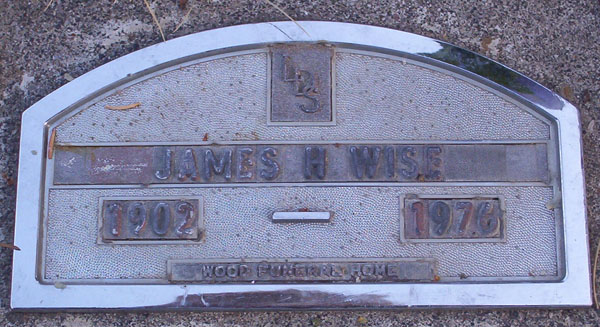 LDS
JAMES H WISE
1902 1976
WOOD FUNERAL HOME